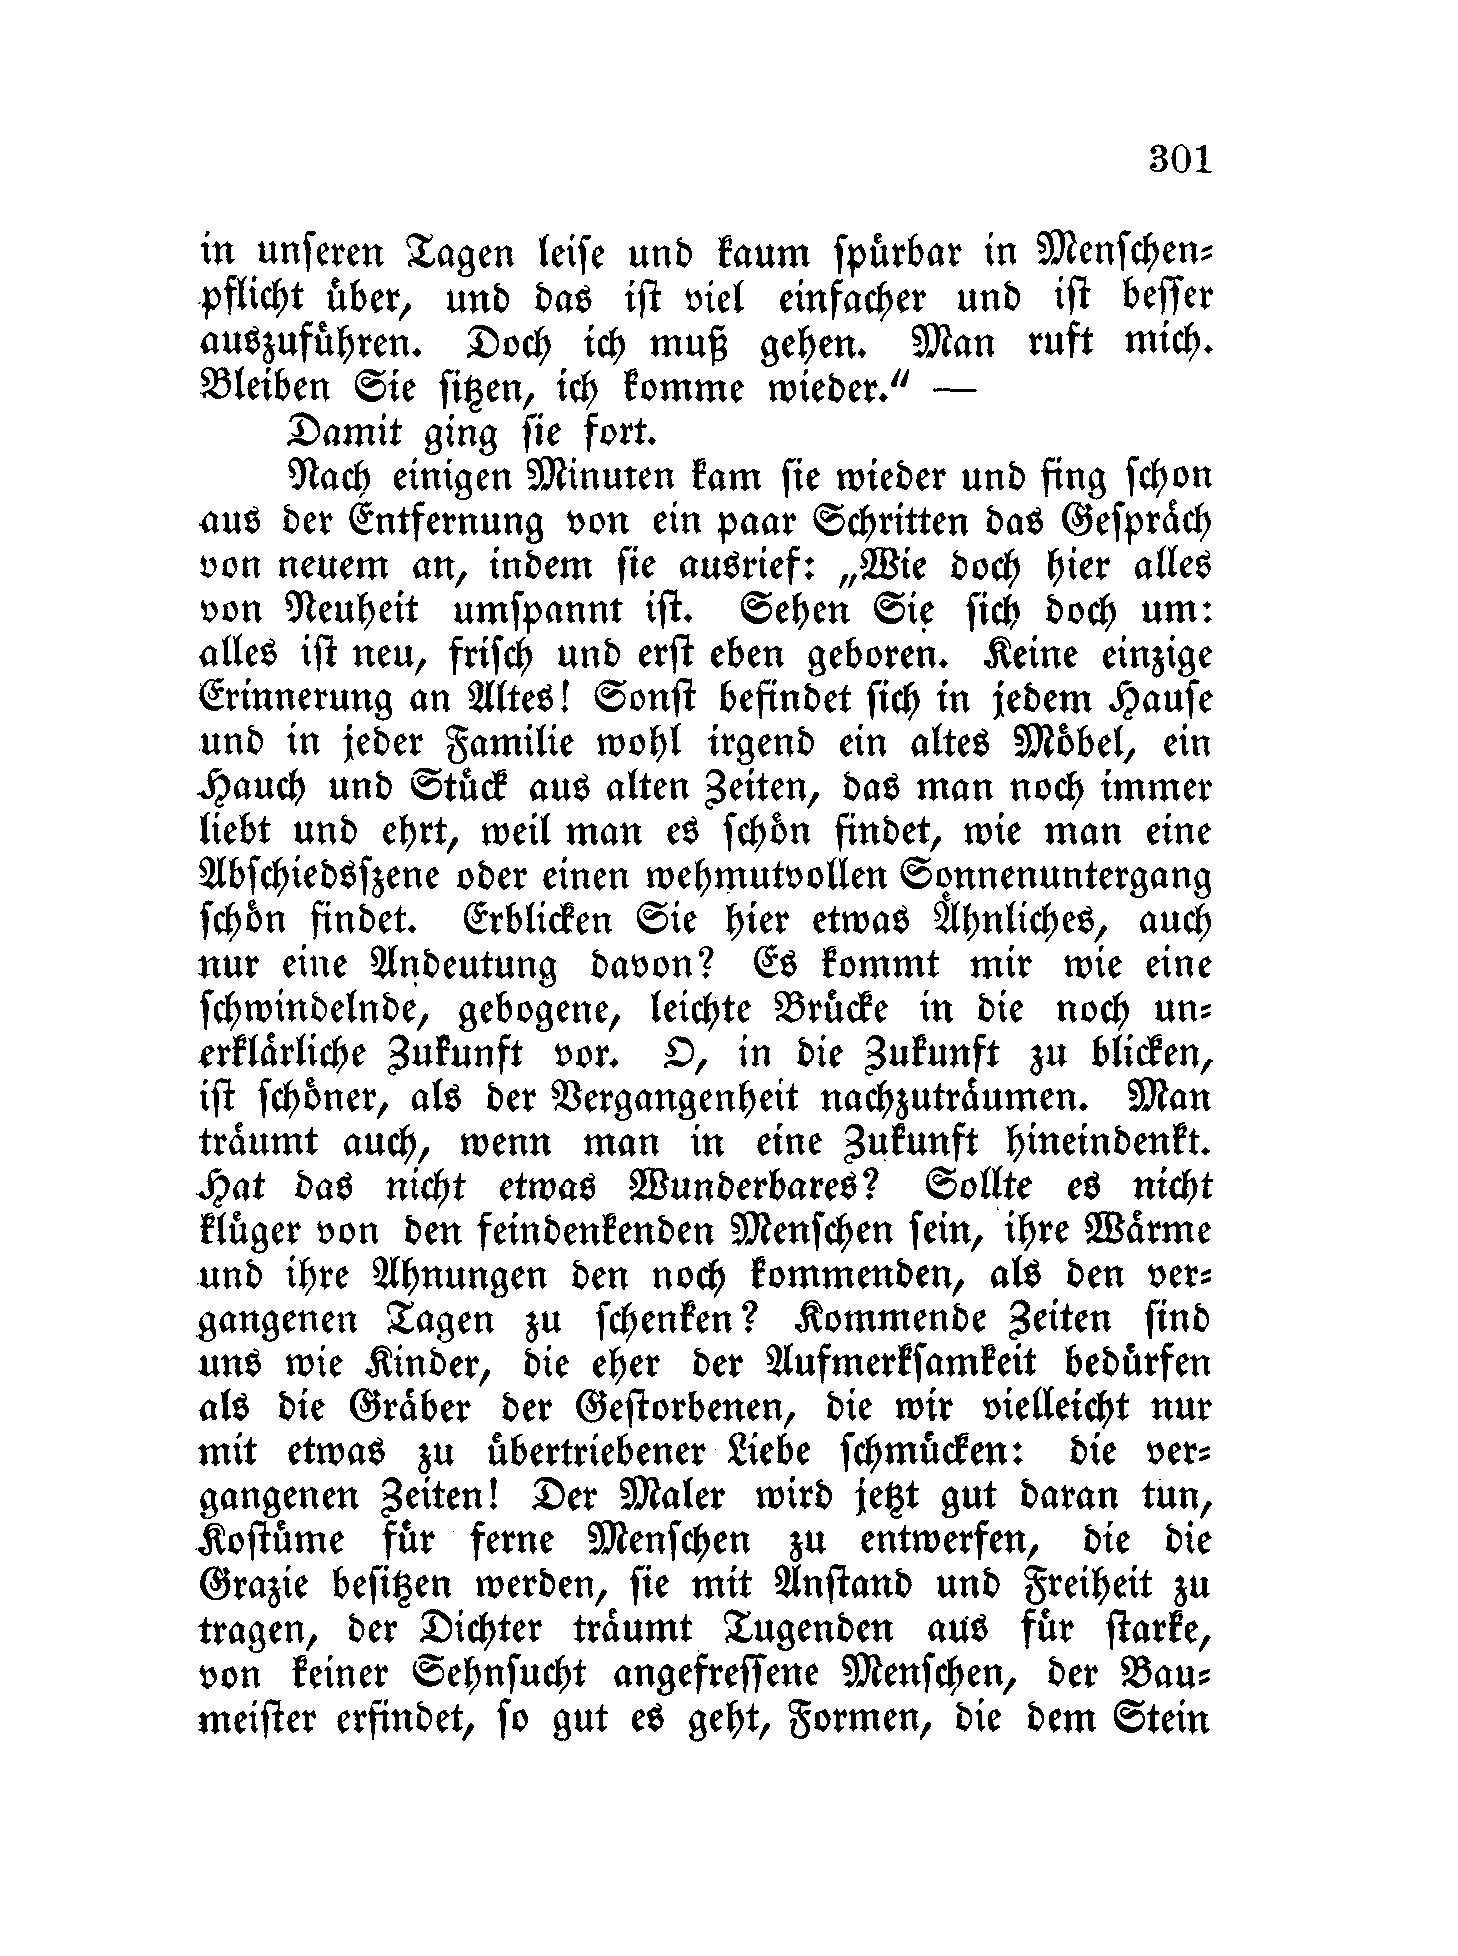 301
in unseren Tagen leise und kaum spürbar in Menschen-
pflicht über, und das ist viel einfacher und ist besser
auszuführen. Doch ich muß gehen. Man ruft mich.
Bleiben Sie sitzen, ich komme wieder.“ —
Damit ging sie fort.
Nach einigen Minuten kam sie wieder und fing schon
aus der Entfernung von ein paar Schritten das Gespräch
von neuem an, indem sie ausrief: „Wie doch hier alles
von Neuheit umspannt ist. Sehen Sie sich doch um:
alles ist neu, frisch und erst eben geboren. Keine einzige
Erinnerung an Altes! Sonst befindet sich in jedem Hause
und in jeder Familie wohl irgend ein altes Möbel, ein
Hauch und Stück aus alten Zeiten, das man noch immer
liebt und ehrt, weil man es schön findet, wie man eine
Abschiedsszene oder einen wehmutvollen Sonnenuntergang
schön findet. Erblicken Sie hier etwas Ähnliches, auch
nur eine Andeutung davon? Es kommt mir wie eine
schwindelnde, gebogene, leichte Brücke in die noch un-
erklärliche Zukunft vor. O, in die Zukunft zu blicken,
ist schöner, als der Vergangenheit nachzuträumen. Man
träumt auch, wenn man in eine Zukunft hineindenkt.
Hat das nicht etwas Wunderbares? Sollte es nicht
klüger von den feindenkenden Menschen sein, ihre Wärme
und ihre Ahnungen den noch kommenden, als den ver-
gangenen Tagen zu schenken? Kommende Zeiten sind
uns wie Kinder, die eher der Aufmerksamkeit bedürfen
als die Gräber der Gestorbenen, die wir vielleicht nur
mit etwas zu übertriebener Liebe schmücken: die ver-
gangenen Zeiten! Der Maler wird jetzt gut daran tun,
Kostüme für ferne Menschen zu entwerfen, die die
Grazie besitzen werden, sie mit Anstand und Freiheit zu
tragen, der Dichter träumt Tugenden aus für starke,
von keiner Sehnsucht angefressene Menschen, der Bau-
meister erfindet, so gut es geht, Formen, die dem Stein